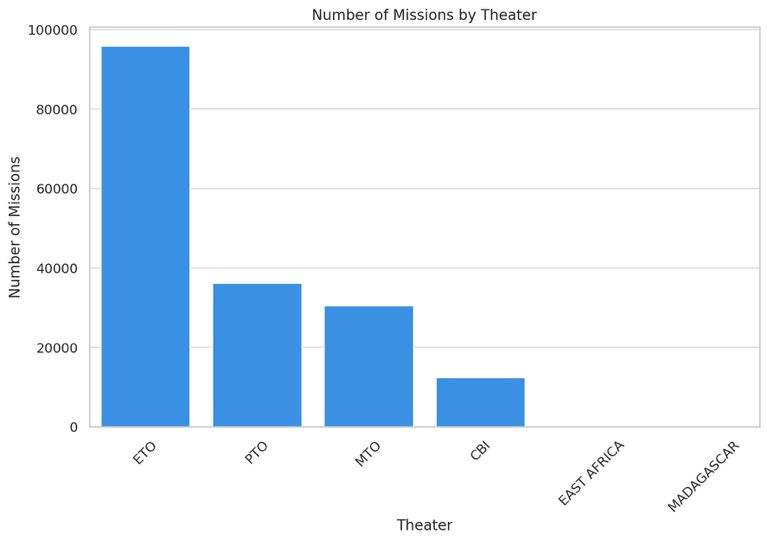 Number of Missions by Theater
Number of Missions
100000
80000
60000
40000
20000
0
ETO
PTO
MTO
CBI
EAST AFRICA
MADAGASCAR
Theater